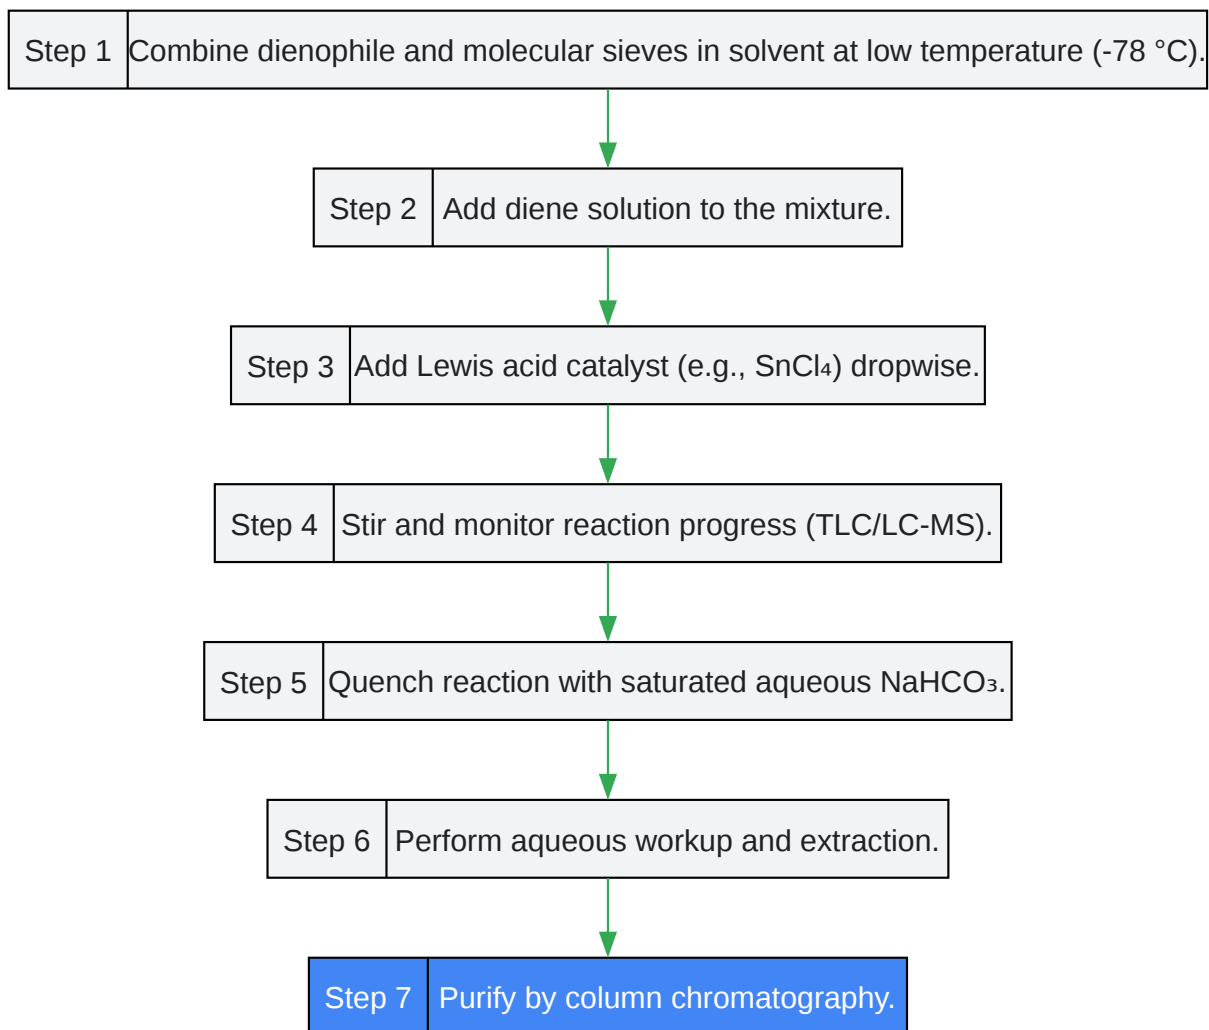 Step 1 Combine dienophile and molecular sieves in solvent at low temperature (-78 °C).
Step 2 Add diene solution to the mixture.
Step 3 Add Lewis acid catalyst (e.g., SnCl₄) dropwise.
Step 4 Stir and monitor reaction progress (TLC/LC-MS).
Step 5 Quench reaction with saturated aqueous NaHCO₃.
Step 6 Perform aqueous workup and extraction.
Step 7 Purify by column chromatography.